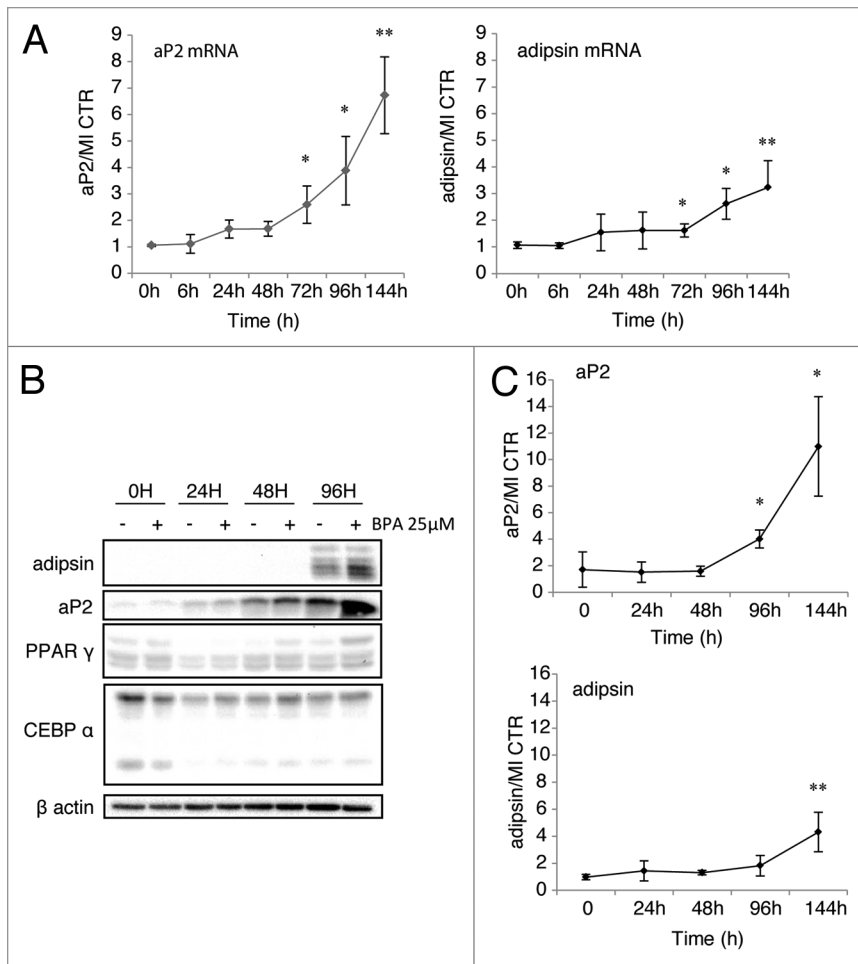 A
aP2 mRNA
**
*
*
aP2/MI CTR
9
8
7
6
5
4
3
2
1
0
0h 6h 24h 48h 72h 96h 144h
Time (h)
adipsin mRNA
**
*
*
adipsin/MI CTR
9
8
7
6
5
4
3
2
1
0
0h 6h 24h 48h 72h 96h 144h
Time (h)
B
0H 24H 48H 96H
- + - + - + - + BPA 25µM
adipsin
aP2
PPAR γ
CEBP α
β actin
C
aP2
*
*
aP2/MI CTR
16
14
12
10
8
6
4
2
0
0 24h 48h 96h 144h
Time (h)
adipsin
**
adipsin/MI CTR
16
14
12
10
8
6
4
2
0
0 24h 48h 96h 144h
Time (h)